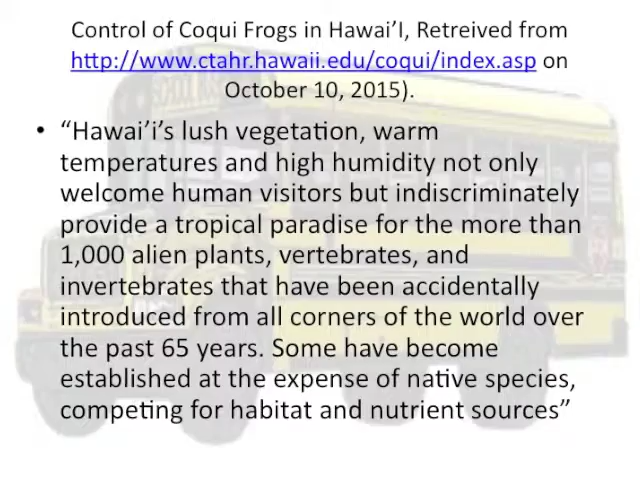 Control of Coqui Frogs in Hawai’I, Retreived from
http://www.ctahr.hawaii.edu/coqui/index.asp on
October 10, 2015).
• “Hawai’i’s lush vegetation, warm
temperatures and high humidity not only
welcome human visitors but indiscriminately
provide a tropical paradise for the more than
1,000 alien plants, vertebrates, and
invertebrates that have been accidentally
introduced from all corners of the world over
the past 65 years. Some have become
established at the expense of native species,
competing for habitat and nutrient sources”